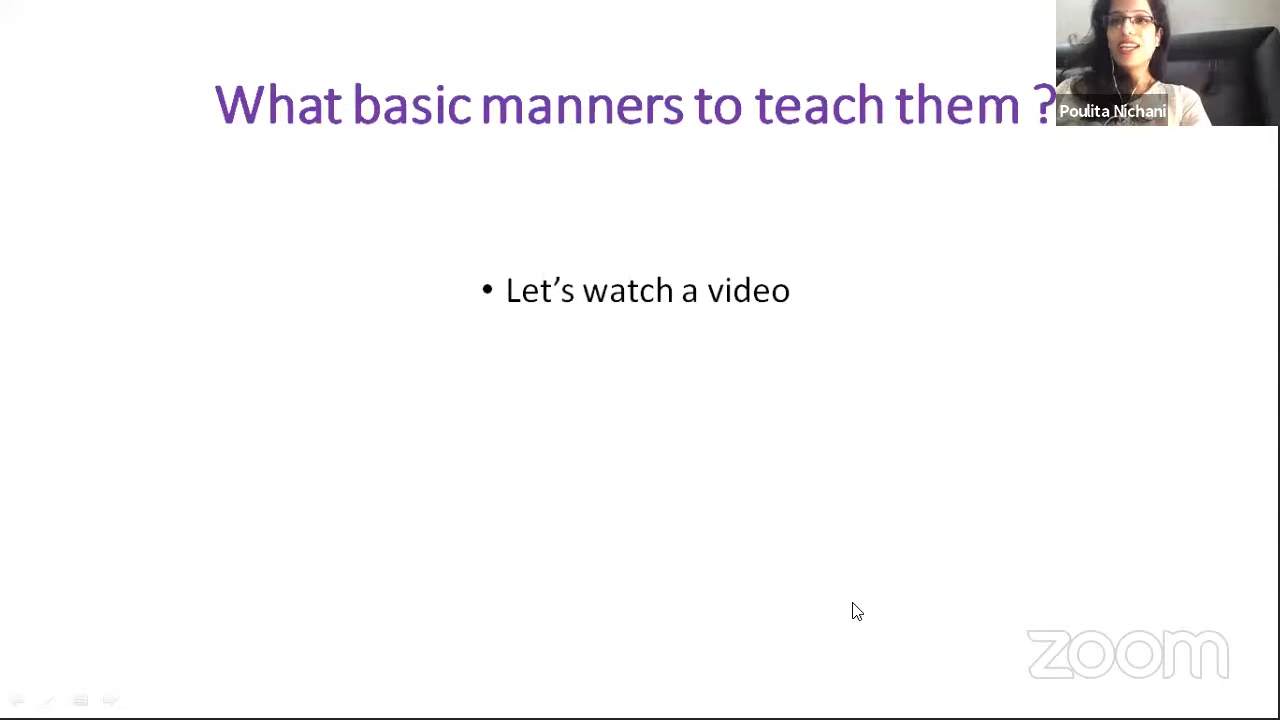 What basic manners to teach them ?
Poulita Nichani
• Let's watch a video
zoom